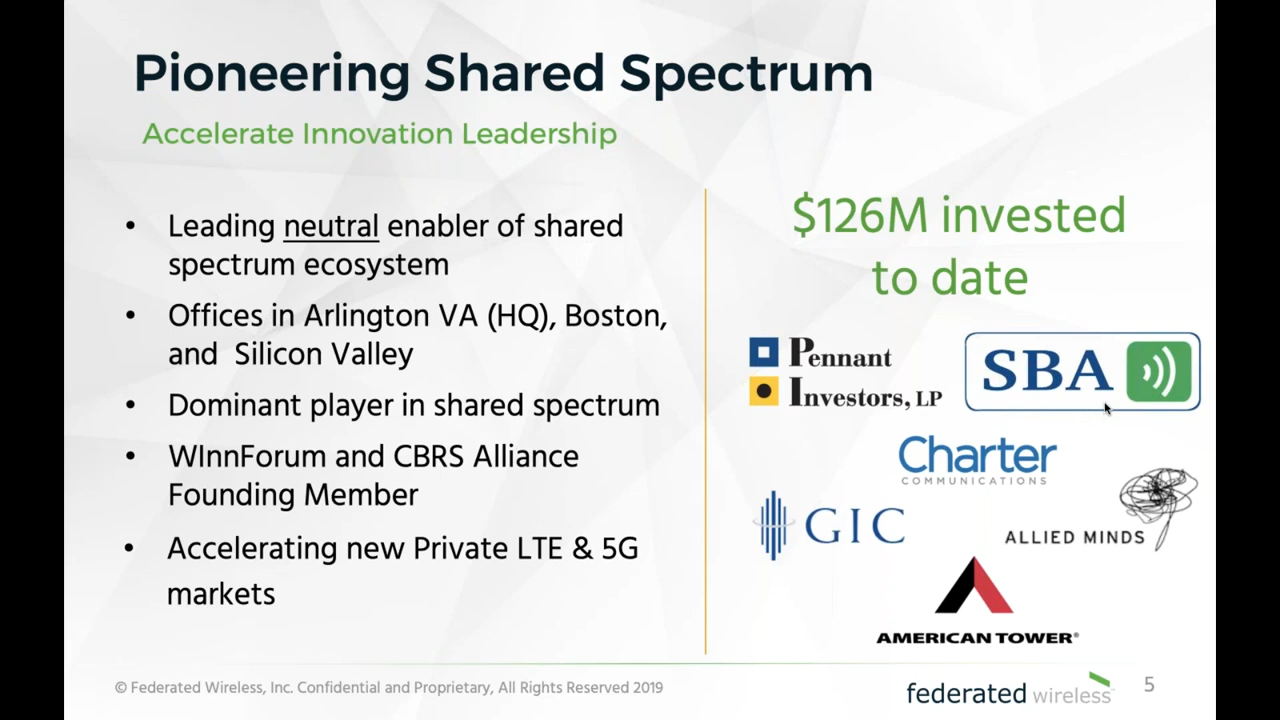 Pioneering Shared Spectrum
Accelerate Innovation Leadership
• Leading neutral enabler of shared
spectrum ecosystem
• Offices in Arlington VA (HQ), Boston,
and Silicon Valley
• Dominant player in shared spectrum
• WInnForum and CBRS Alliance
Founding Member
• Accelerating new Private LTE & 5G
markets
$126M invested
to date
Pennant
Investors, LP
SBA
Charter
COMMUNICATIONS
GIC
ALLIED MINDS
AMERICAN TOWER®
© Federated Wireless, Inc. Confidential and Proprietary, All Rights Reserved 2019
federated wireless™
5